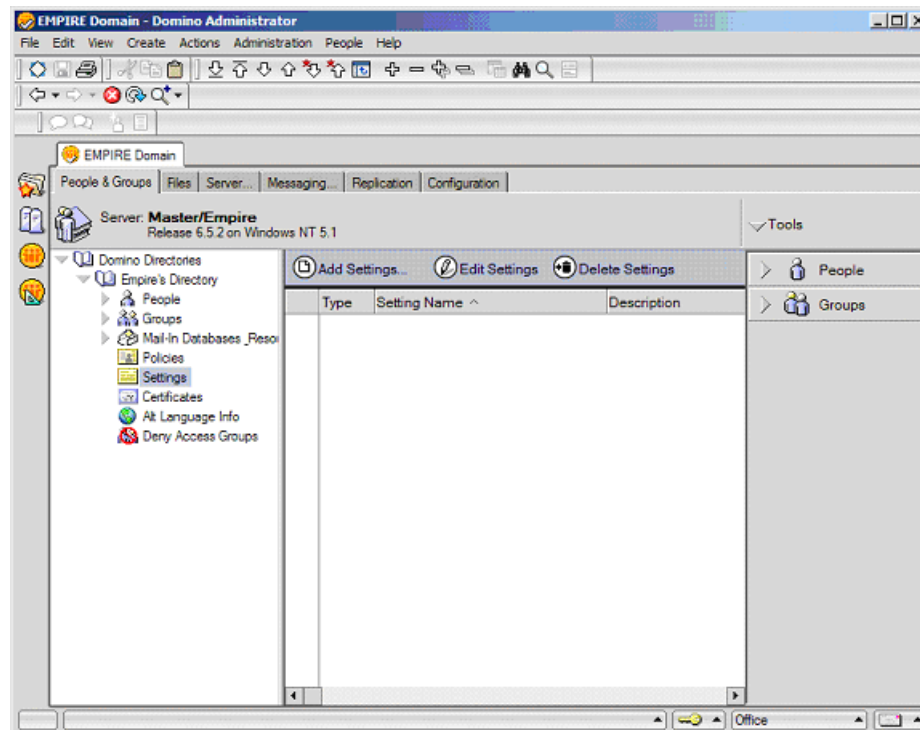 EMPIRE Domain - Domino Administrator
File Edit View Create Actions Administration People Help
EMPIRE Domain
People & Groups Files Server... Messaging... Replication Configuration
Server: Master/Empire
Release 6.5.2 on Windows NT 5.1
Tools
Domino Directories
Empire's Directory
People
Groups
Mail-In Databases _Resou
Policies
Settings
Certificates
Alt Language Info
Deny Access Groups
Add Settings... Edit Settings Delete Settings
Type Setting Name Description
People
Groups
Office